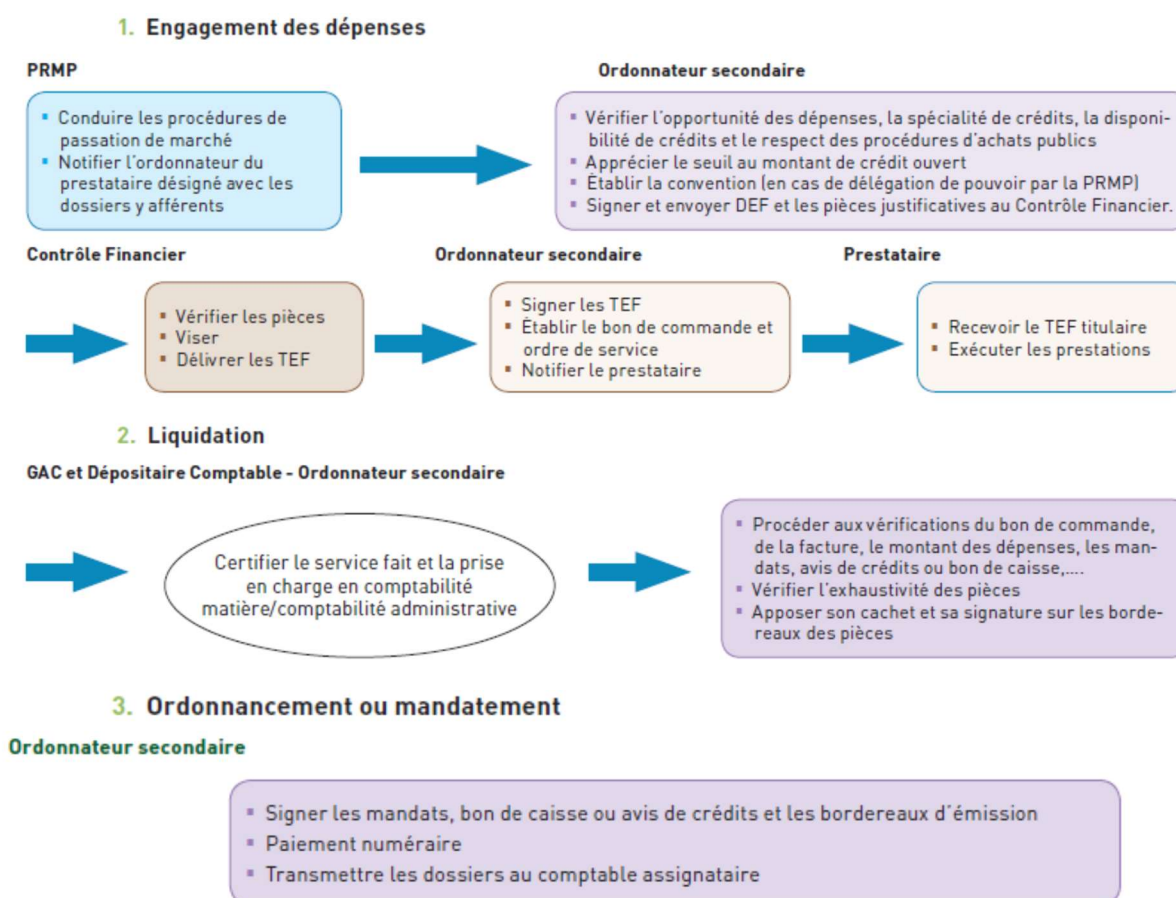 1. Engagement des dépenses
PRMP
▪ Conduire les procédures de
passation de marché
▪ Notifier l'ordonnateur du
prestataire désigné avec les
dossiers y afférents
Ordonnateur secondaire
▪ Vérifier l'opportunité des dépenses, la spécialité de crédits, la disponi-
bilité de crédits et le respect des procédures d'achats publics
▪ Apprécier le seuil au montant de crédit ouvert
▪ Établir la convention (en cas de délégation de pouvoir par la PRMP)
▪ Signer et envoyer DEF et les pièces justificatives au Contrôle Financier.
Contrôle Financier
▪ Vérifier les pièces
▪ Viser
▪ Délivrer les TEF
Ordonnateur secondaire
▪ Signer les TEF
▪ Établir le bon de commande et
ordre de service
▪ Notifier le prestataire
Prestataire
▪ Recevoir le TEF titulaire
▪ Exécuter les prestations
2. Liquidation
GAC et Dépositaire Comptable - Ordonnateur secondaire
Certifier le service fait et la prise
en charge en comptabilité
matière/comptabilité administrative
▪ Procéder aux vérifications du bon de commande,
de la facture, le montant des dépenses, les man-
dats, avis de crédits ou bon de caisse,....
▪ Vérifier l'exhaustivité des pièces
▪ Apposer son cachet et sa signature sur les borde-
reaux des pièces
3. Ordonnancement ou mandatement
Ordonnateur secondaire
▪ Signer les mandats, bon de caisse ou avis de crédits et les bordereaux d'émission
▪ Paiement numéraire
▪ Transmettre les dossiers au comptable assignataire